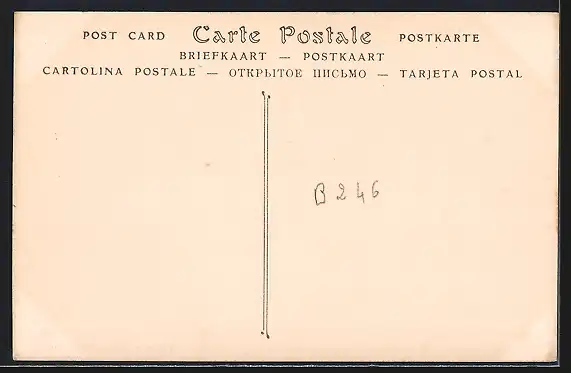 POST CARD Carte Postale POSTKARTE
BRIEFKAART — POSTKAART
CARTOLINA POSTALE — ОТКРЫТОЕ ПИСЬМО — TARJETA POSTAL
B 246